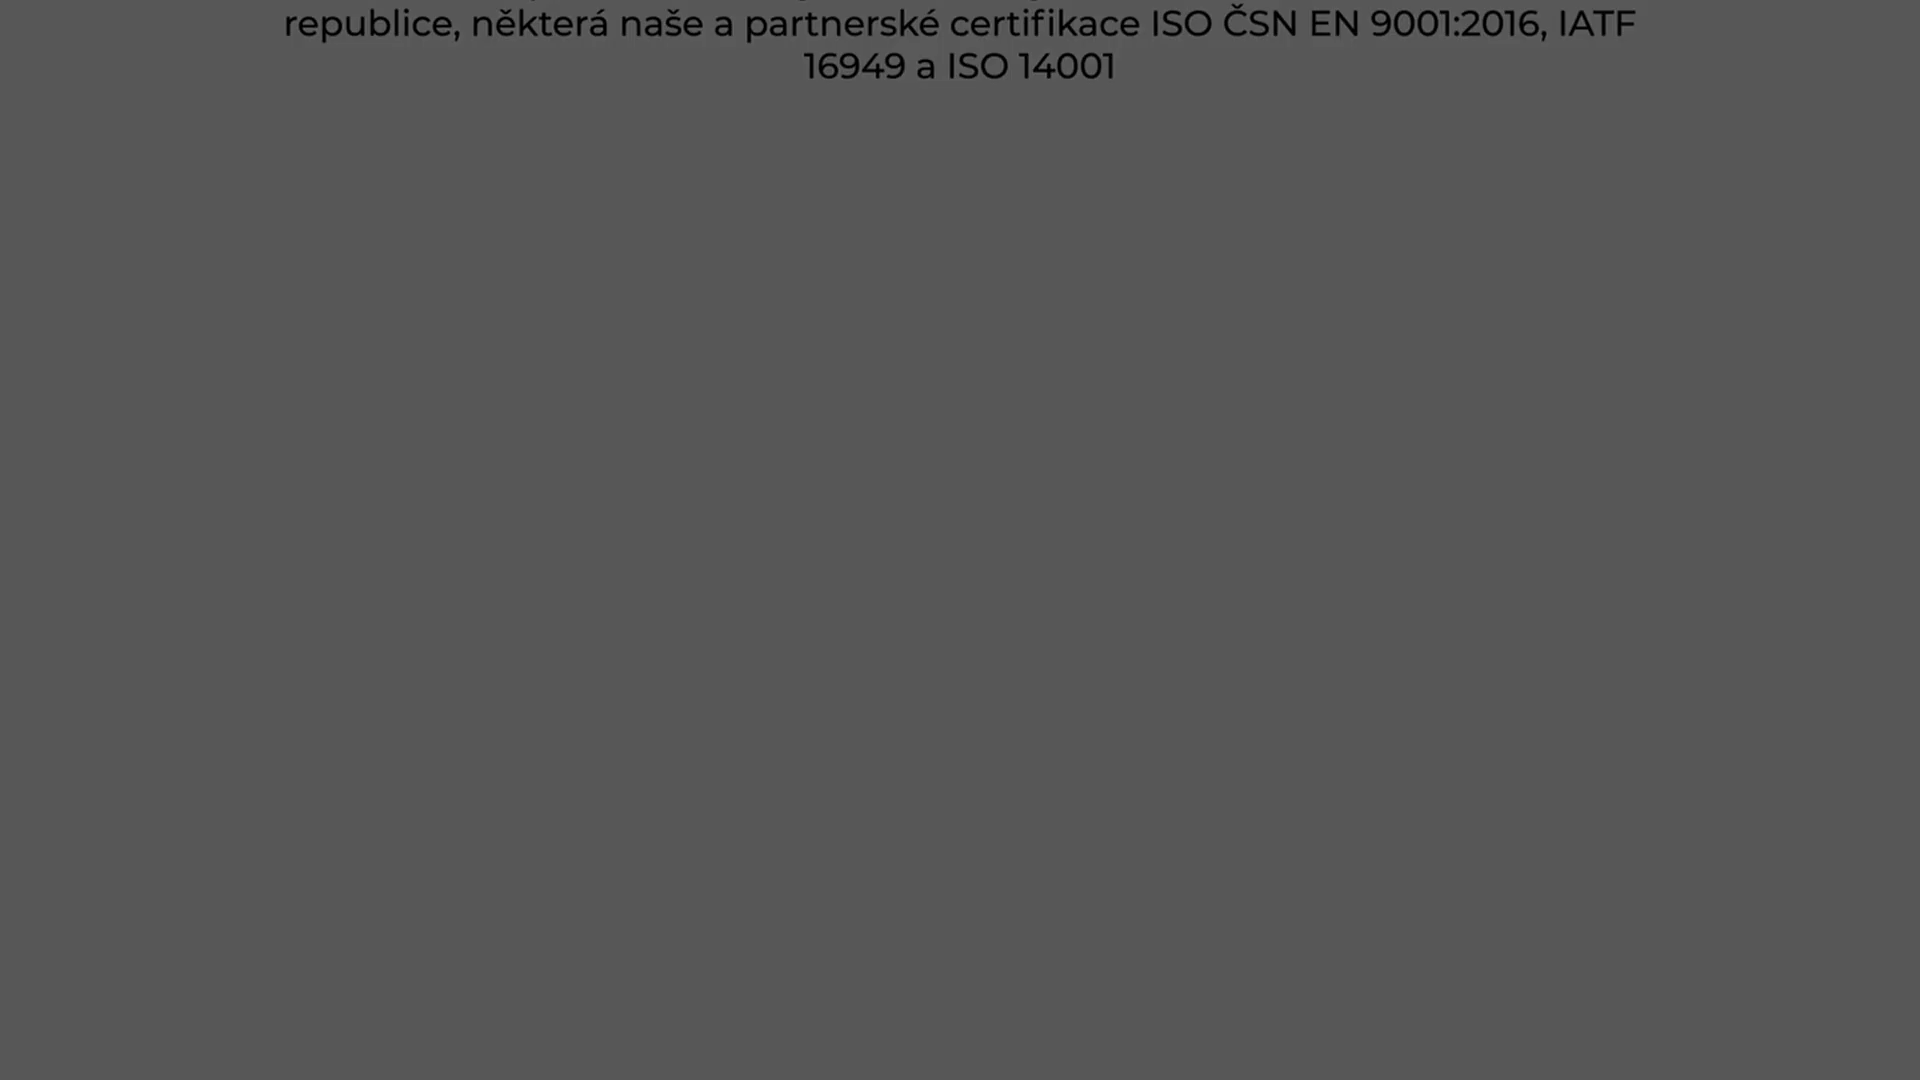 republice, některá naše a partnerské certifikace ISO ČSN EN 9001:2016, IATF
16949 a ISO 14001